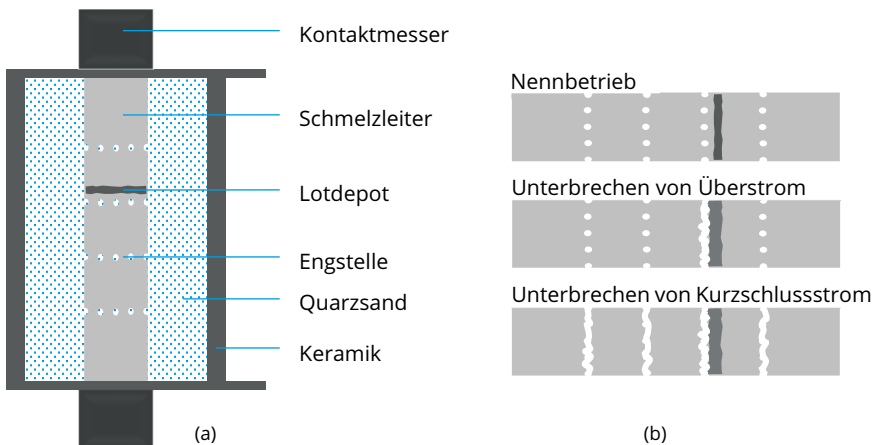 Kontaktmesser
Schmelzleiter
Lotdepot
Engstelle
Quarzsand
Keramik
(a)
Nennbetrieb
Unterbrechen von Überstrom
Unterbrechen von Kurzschlussstrom
(b)